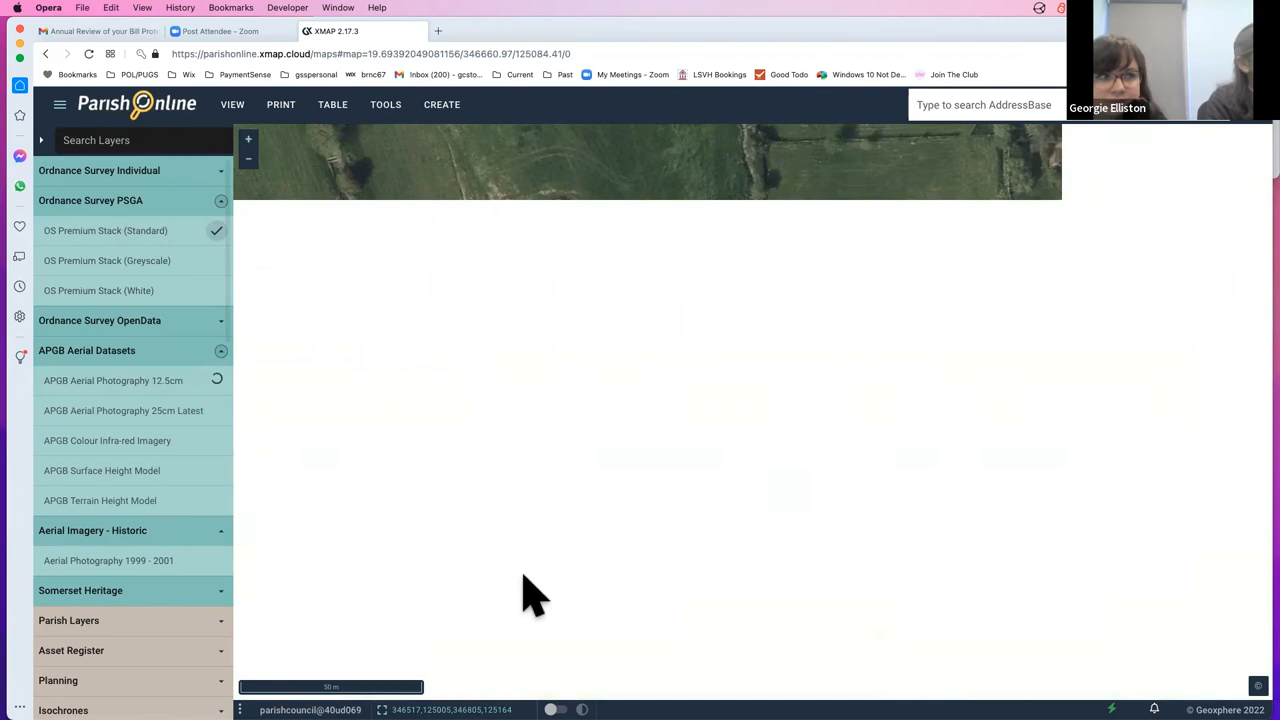 Opera File Edit View History Bookmarks Developer Window Help
Annual Review of your Bill Prote
Post Attendee - Zoom
XMAP 2.17.3
https://parishonline.xmap.cloud/maps#map=19.69392049081156/346660.97/125084.41/0
Bookmarks POL/PUGS Wix PaymentSense gsspersonal WIX brnc67 Inbox (200) - gcsto... Current Past My Meetings - Zoom LSVH Bookings Good Todo Windows 10 Not De... UW Join The Club
Georgie Elliston
Parish Online VIEW PRINT TABLE TOOLS CREATE Type to search AddressBase
Search Layers
Ordnance Survey Individual
Ordnance Survey PSGA
OS Premium Stack (Standard)
OS Premium Stack (Greyscale)
OS Premium Stack (White)
Ordnance Survey OpenData
APGB Aerial Datasets
APGB Aerial Photography 12.5cm
APGB Aerial Photography 25cm Latest
APGB Colour Infra-red Imagery
APGB Surface Height Model
APGB Terrain Height Model
Aerial Imagery - Historic
Aerial Photography 1999 - 2001
Somerset Heritage
Parish Layers
Asset Register
Planning
Isochrones
+
−
50 m
©
parishcouncil@40ud069 346517,125005,346805,125164 © Geoxphere 2022